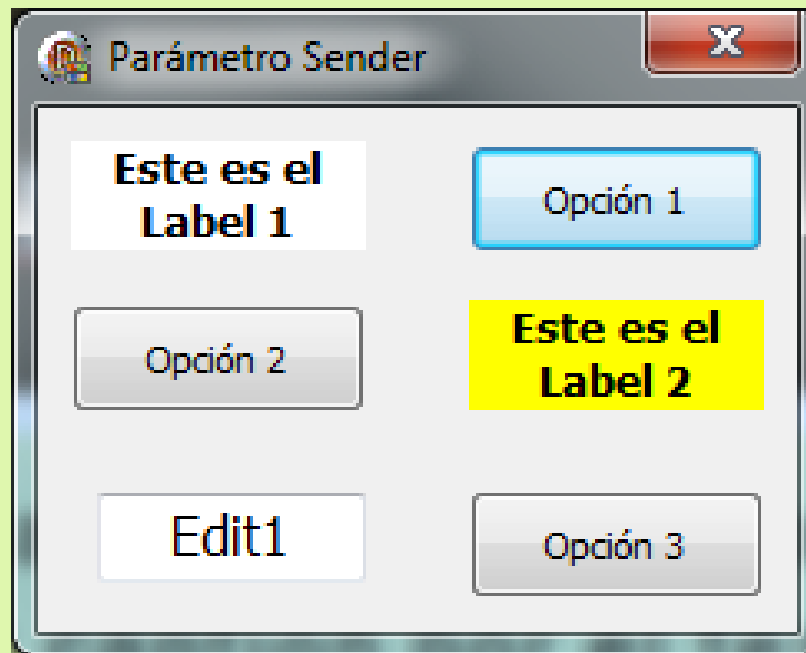 Parámetro Sender
Este es el
Label 1
Opción 1
Opción 2
Este es el
Label 2
Edit1
Opción 3